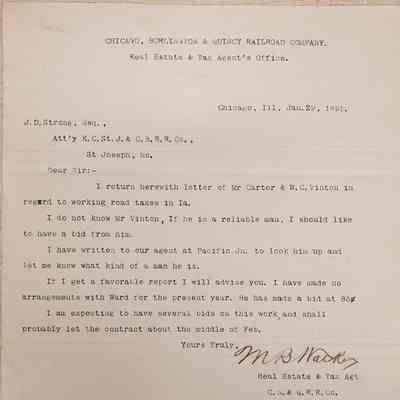 CHICAGO, BURLINGTON & QUINCY RAILROAD COMPANY.
Real Estate & Tax Agent's Office.
Chicago, Ill, Jan.29,
J.D.Strong, Esq.,
Att'y K.C.St.J.& C.B.R.R.Co.,
St Joseph, Mo.
Dear Sir:-
I return herewith letter of Mr Carter & W.C.Vinton in
regard to working road taxes in Ia.
I do not know Mr Vinton, If he is a reliable man, I should like
to have a bid from him.
I have written to our agent at Pacific Jn. to look him up and
let me know what kind of a man he is.
If I get a favorable report I will advise you. I have made no
arrangements with Ward for the present year. He has made a bid at
I am expecting to have several bids on this work and shall
probably let the contract about the middle of Feb.
Yours Truly,
M B
Real Estate & Tax Agt
C.B.& Q.R.R.Co.